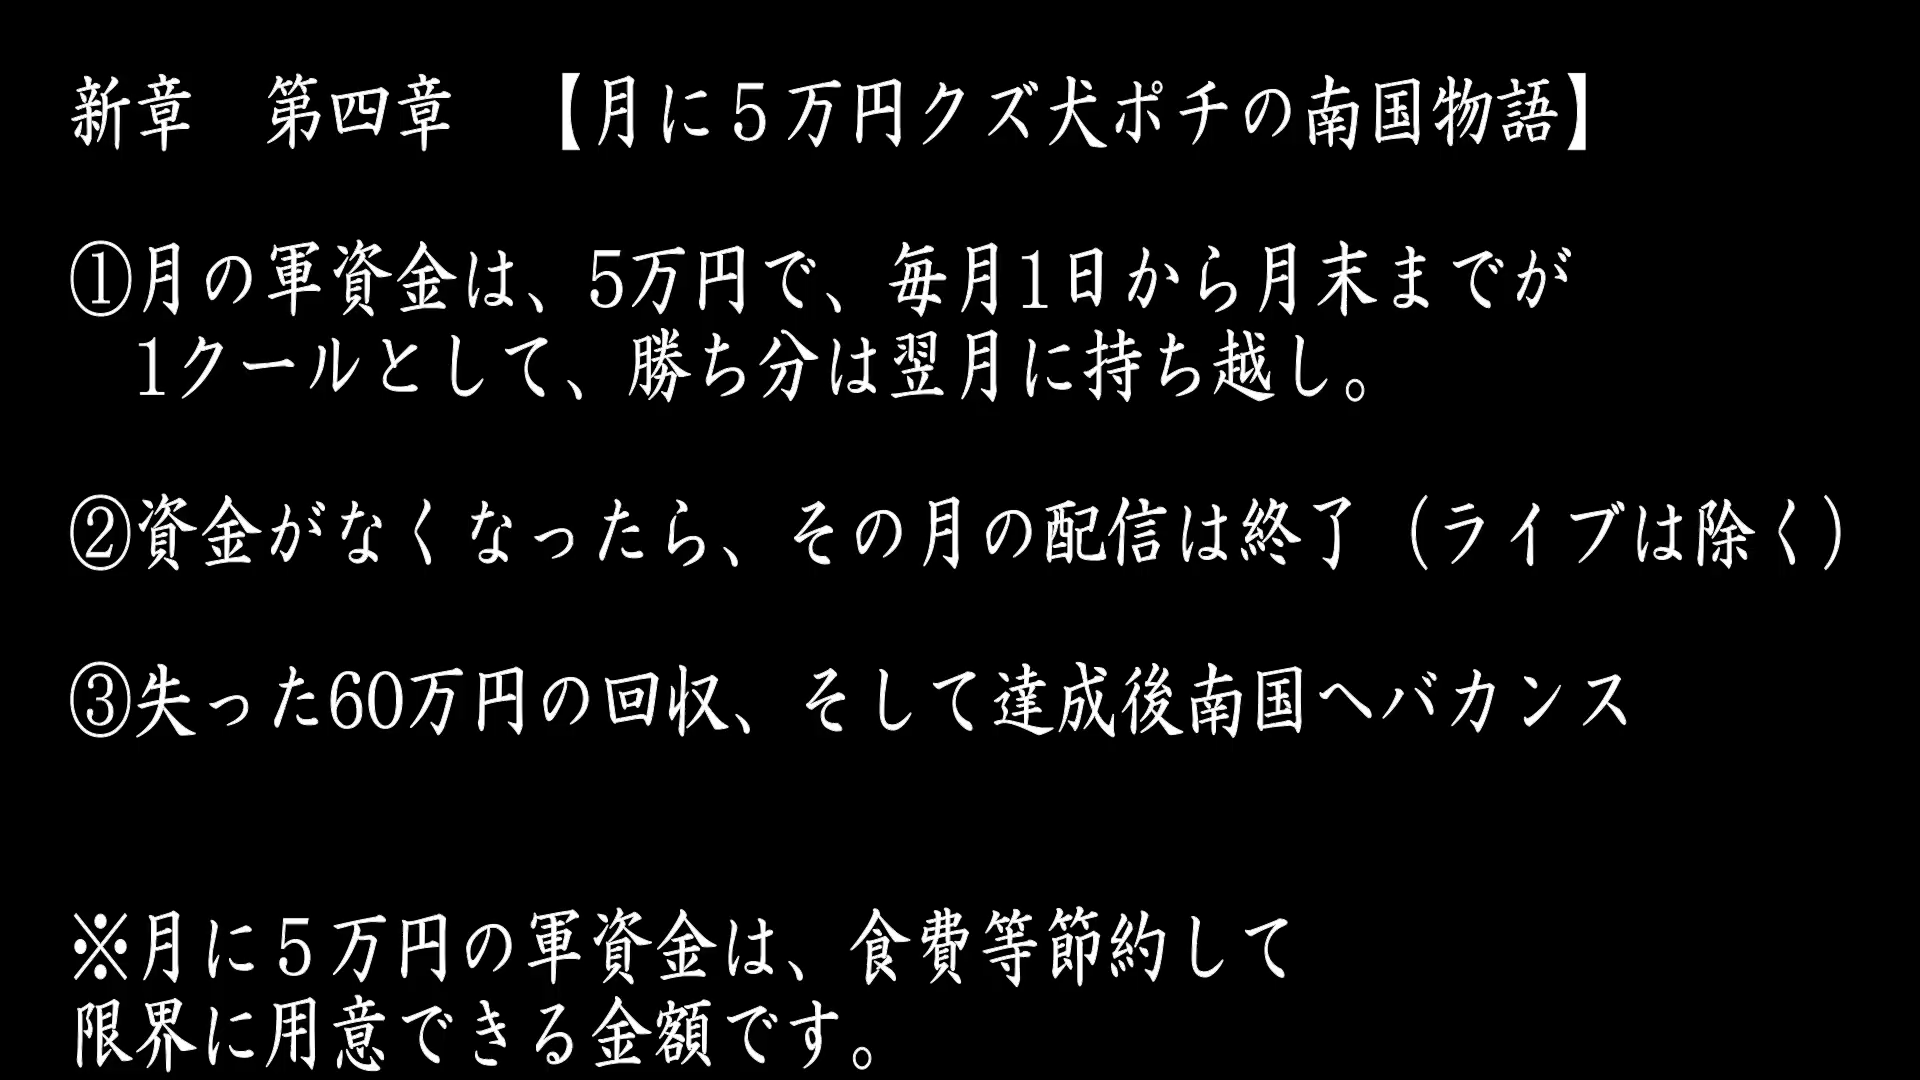 新章　第四章　【月に５万円クズ犬ポチの南国物語】
①月の軍資金は、5万円で、毎月1日から月末までが
1クールとして、勝ち分は翌月に持ち越し。
②資金がなくなったら、その月の配信は終了（ライブは除く）
③失った60万円の回収、そして達成後南国へバカンス
※月に５万円の軍資金は、食費等節約して
限界に用意できる金額です。